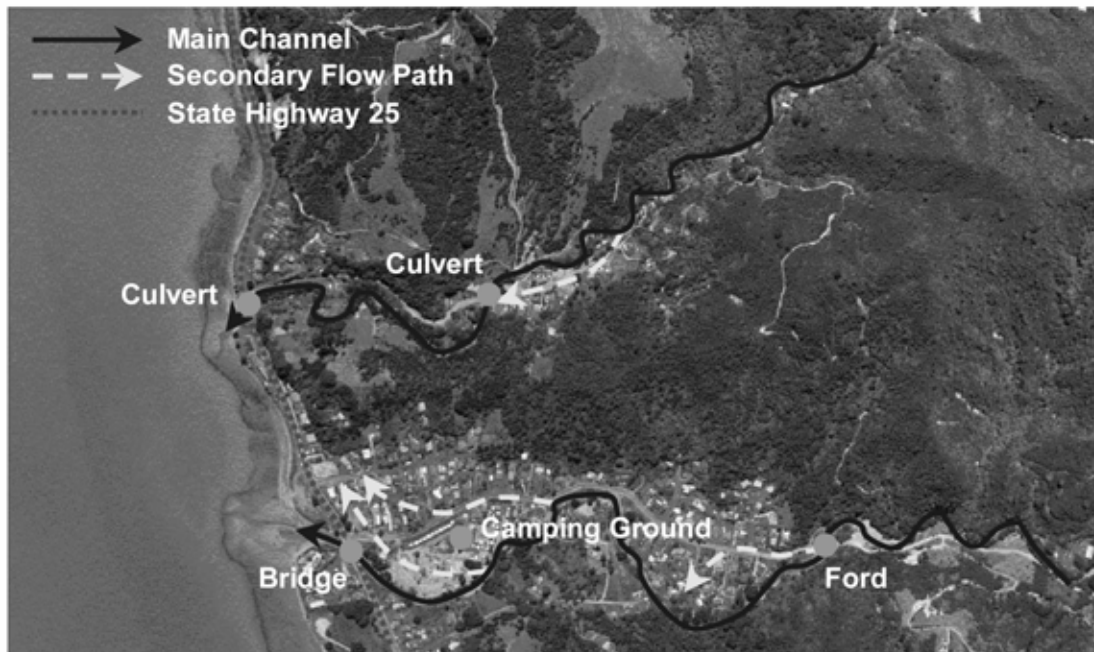 Main Channel
Secondary Flow Path
State Highway 25
Culvert
Culvert
Camping Ground
Bridge
Ford